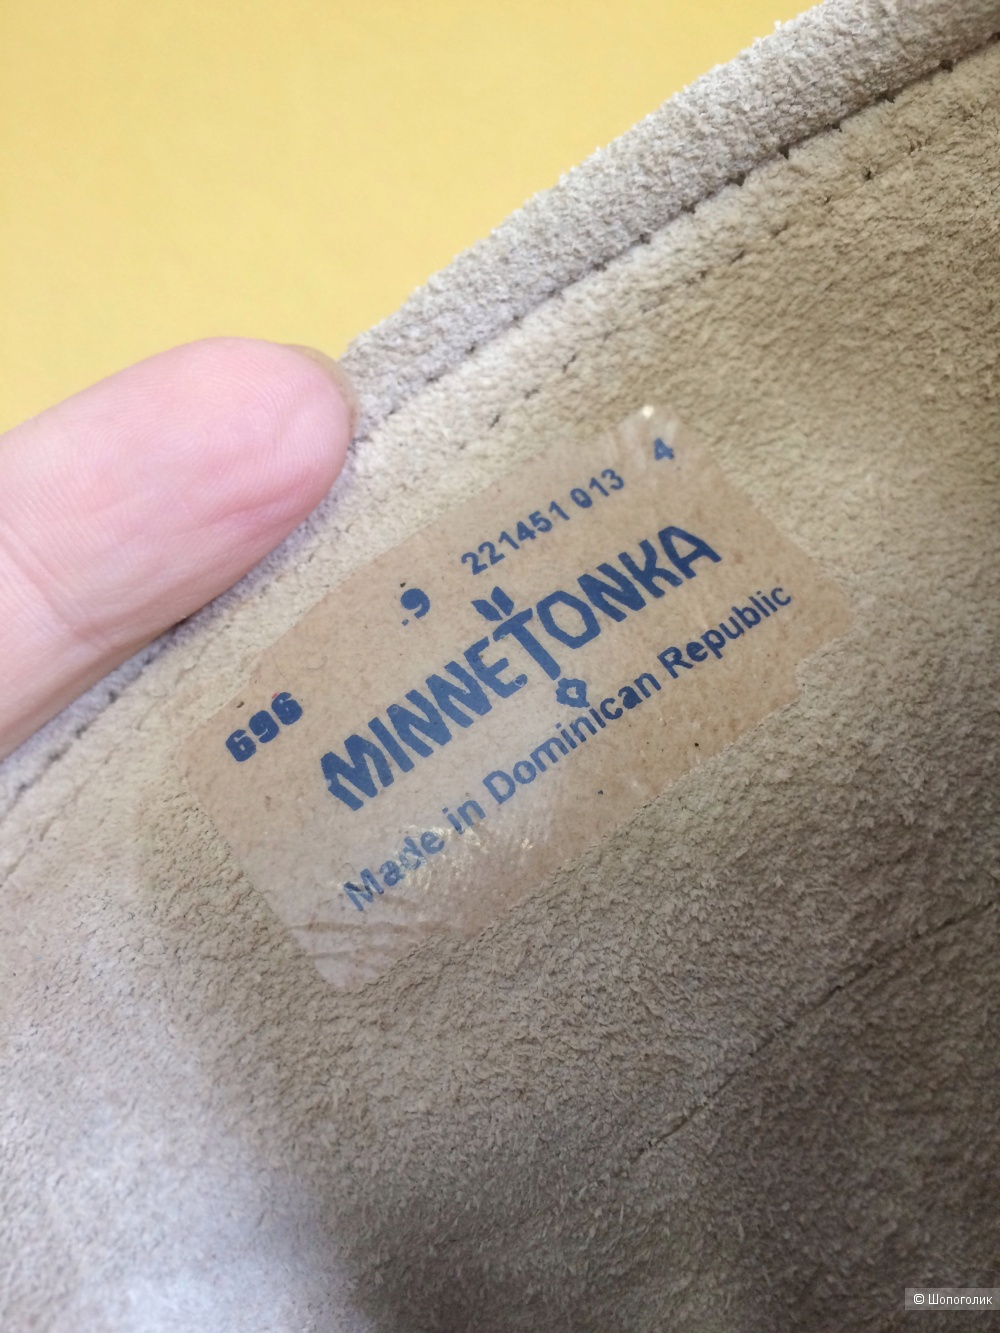 696 9 221451 013 4
MINNETONKA
Made in Dominican Republic
© Шопоголик